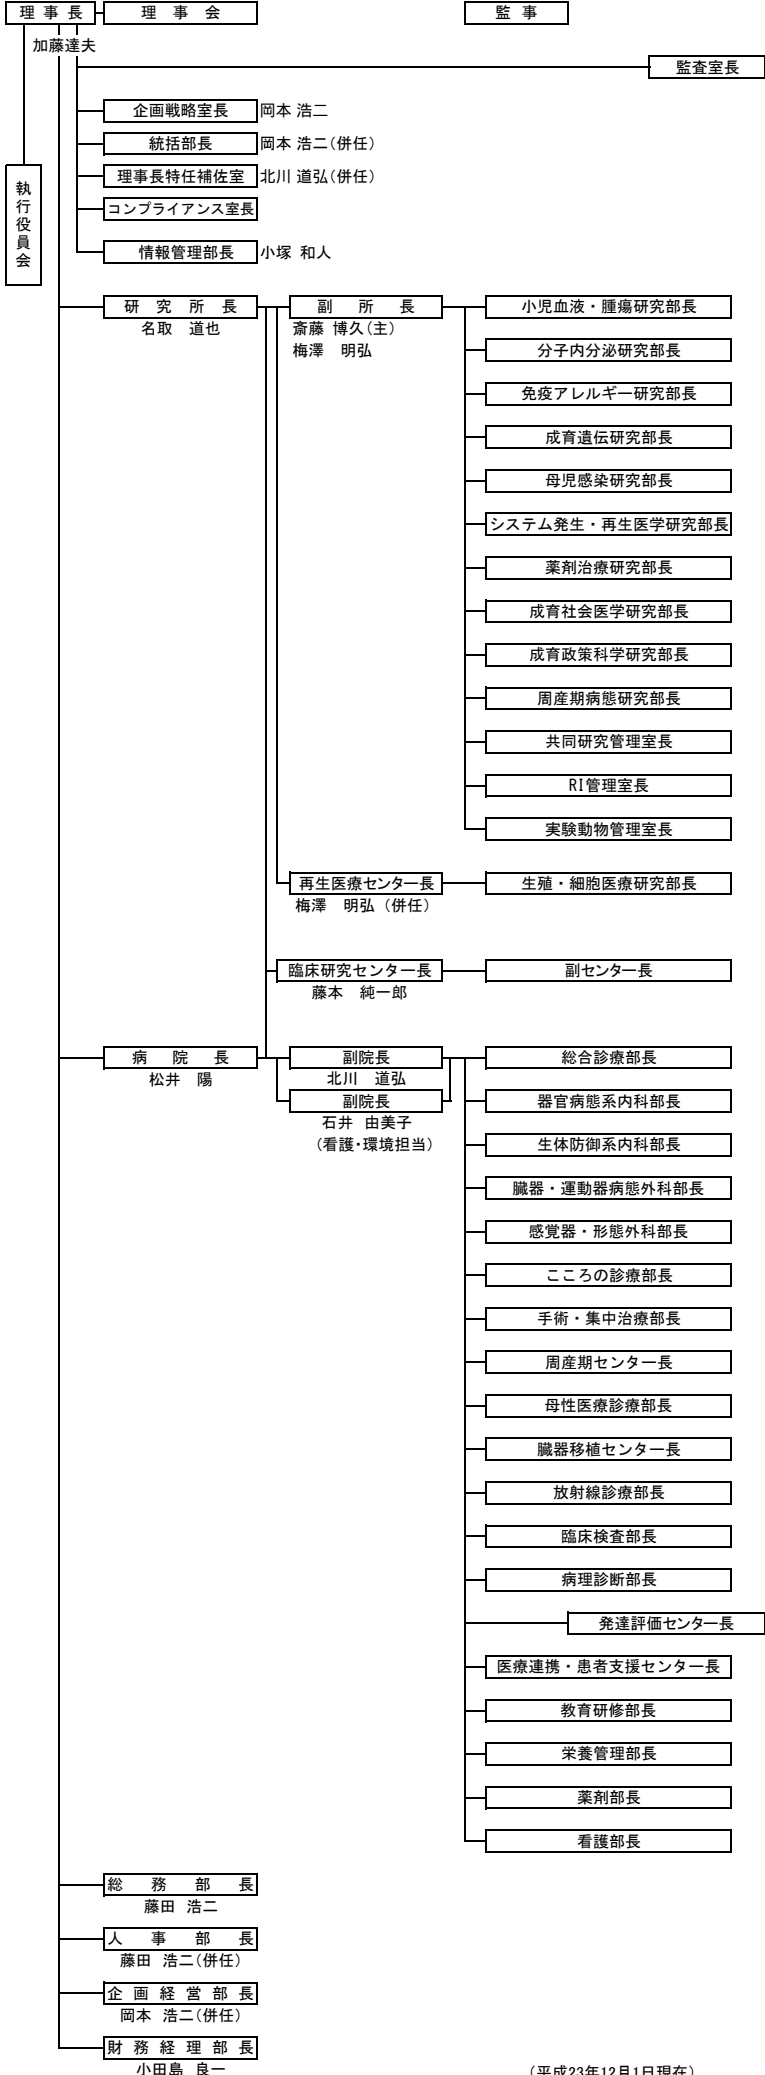 理事長 理事会 監事
加藤達夫
監査室長
企画戦略室長 岡本 浩二
統括部長 岡本 浩二(併任)
理事長特任補佐室 北川 道弘(併任)
コンプライアンス室長
執行役員会
情報管理部長 小塚 和人
研究所長 副所長 小児血液・腫瘍研究部長
名取 道也 斎藤 博久(主)
梅澤 明弘 分子内分泌研究部長
免疫アレルギー研究部長
成育遺伝研究部長
母児感染研究部長
システム発生・再生医学研究部長
薬剤治療研究部長
成育社会医学研究部長
成育政策科学研究部長
周産期病態研究部長
共同研究管理室長
RI管理室長
実験動物管理室長
再生医療センター長 生殖・細胞医療研究部長
梅澤 明弘(併任)
臨床研究センター長 副センター長
藤本 純一郎
病院長 副院長 総合診療部長
松井 陽 北川 道弘
副院長 器官病態系内科部長
石井 由美子
(看護・環境担当) 生体防御系内科部長
臓器・運動器病態外科部長
感覚器・形態外科部長
こころの診療部長
手術・集中治療部長
周産期センター長
母性医療診療部長
臓器移植センター長
放射線診療部長
臨床検査部長
病理診断部長
発達評価センター長
医療連携・患者支援センター長
教育研修部長
栄養管理部長
薬剤部長
看護部長
総務部長
藤田 浩二
人事部長
藤田 浩二(併任)
企画経営部長
岡本 浩二(併任)
財務経理部長
小田島 良一 (平成23年12月1日現在)